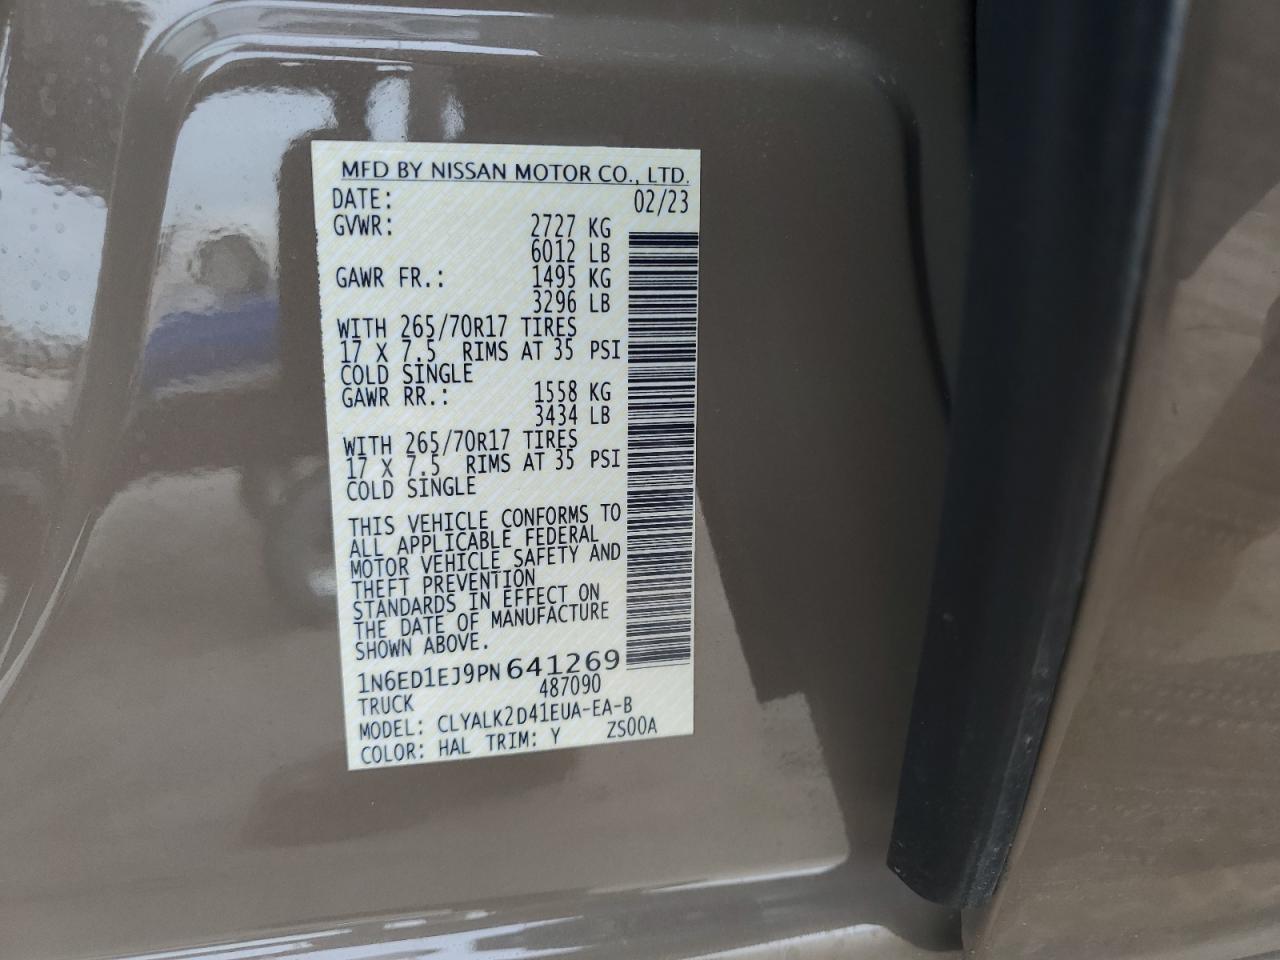 MFD BY NISSAN MOTOR CO., LTD.
DATE: 02/23
GVWR: 2727 KG
6012 LB
GAWR FR.: 1495 KG
3296 LB
WITH 265/70R17 TIRES
17 X 7.5 RIMS AT 35 PSI
COLD SINGLE
GAWR RR.: 1558 KG
3434 LB
WITH 265/70R17 TIRES
17 X 7.5 RIMS AT 35 PSI
COLD SINGLE
THIS VEHICLE CONFORMS TO
ALL APPLICABLE FEDERAL
MOTOR VEHICLE SAFETY AND
THEFT PREVENTION
STANDARDS IN EFFECT ON
THE DATE OF MANUFACTURE
SHOWN ABOVE.
1N6ED1EJ9PN 641269
TRUCK 487090
MODEL: CLYALK2D41EUA-EA-B
COLOR: HAL TRIM: Y ZS00A